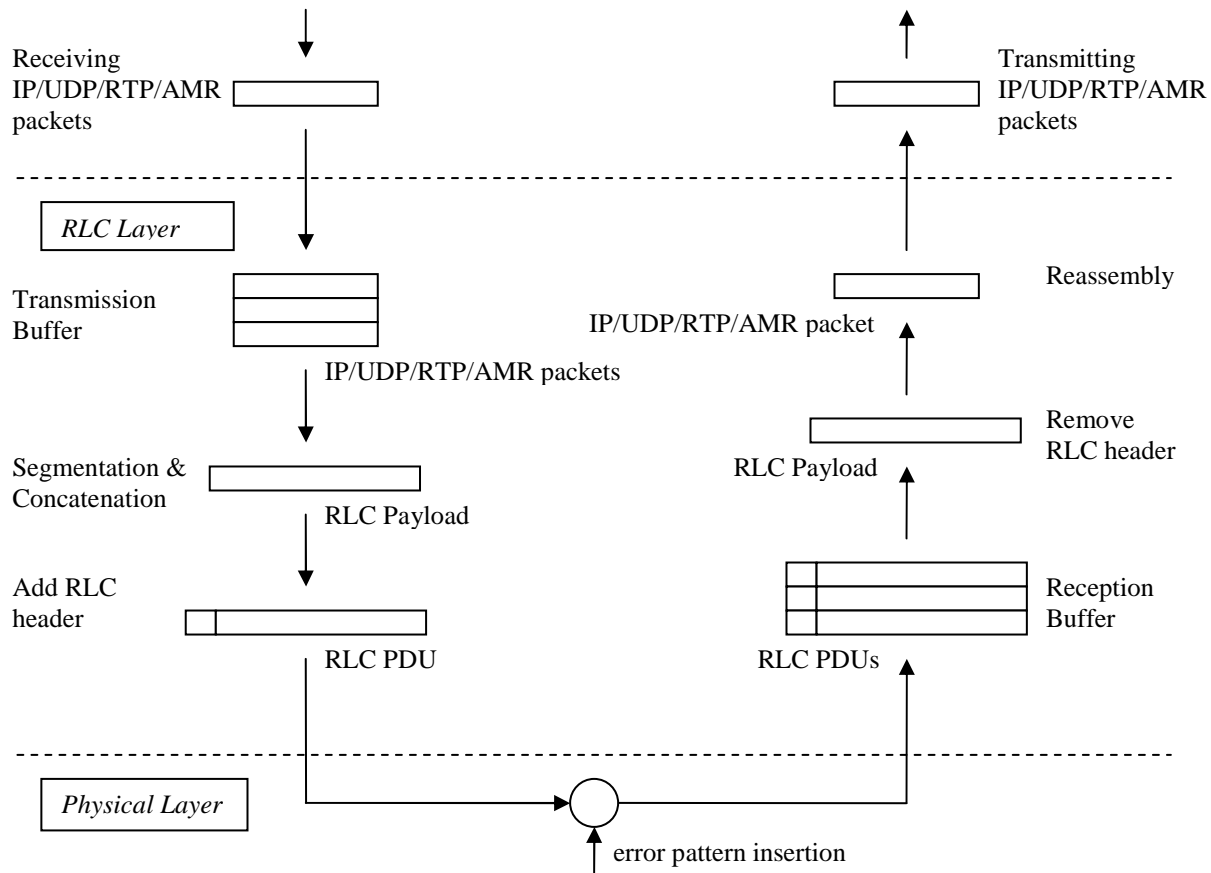 Receiving
IP/UDP/RTP/AMR
packets
Transmitting
IP/UDP/RTP/AMR
packets
RLC Layer
Transmission
Buffer
IP/UDP/RTP/AMR packets
Reassembly
IP/UDP/RTP/AMR packet
Segmentation &
Concatenation
RLC Payload
Remove
RLC header
RLC Payload
Add RLC
header
RLC PDU
Reception
Buffer
RLC PDUs
Physical Layer
error pattern insertion